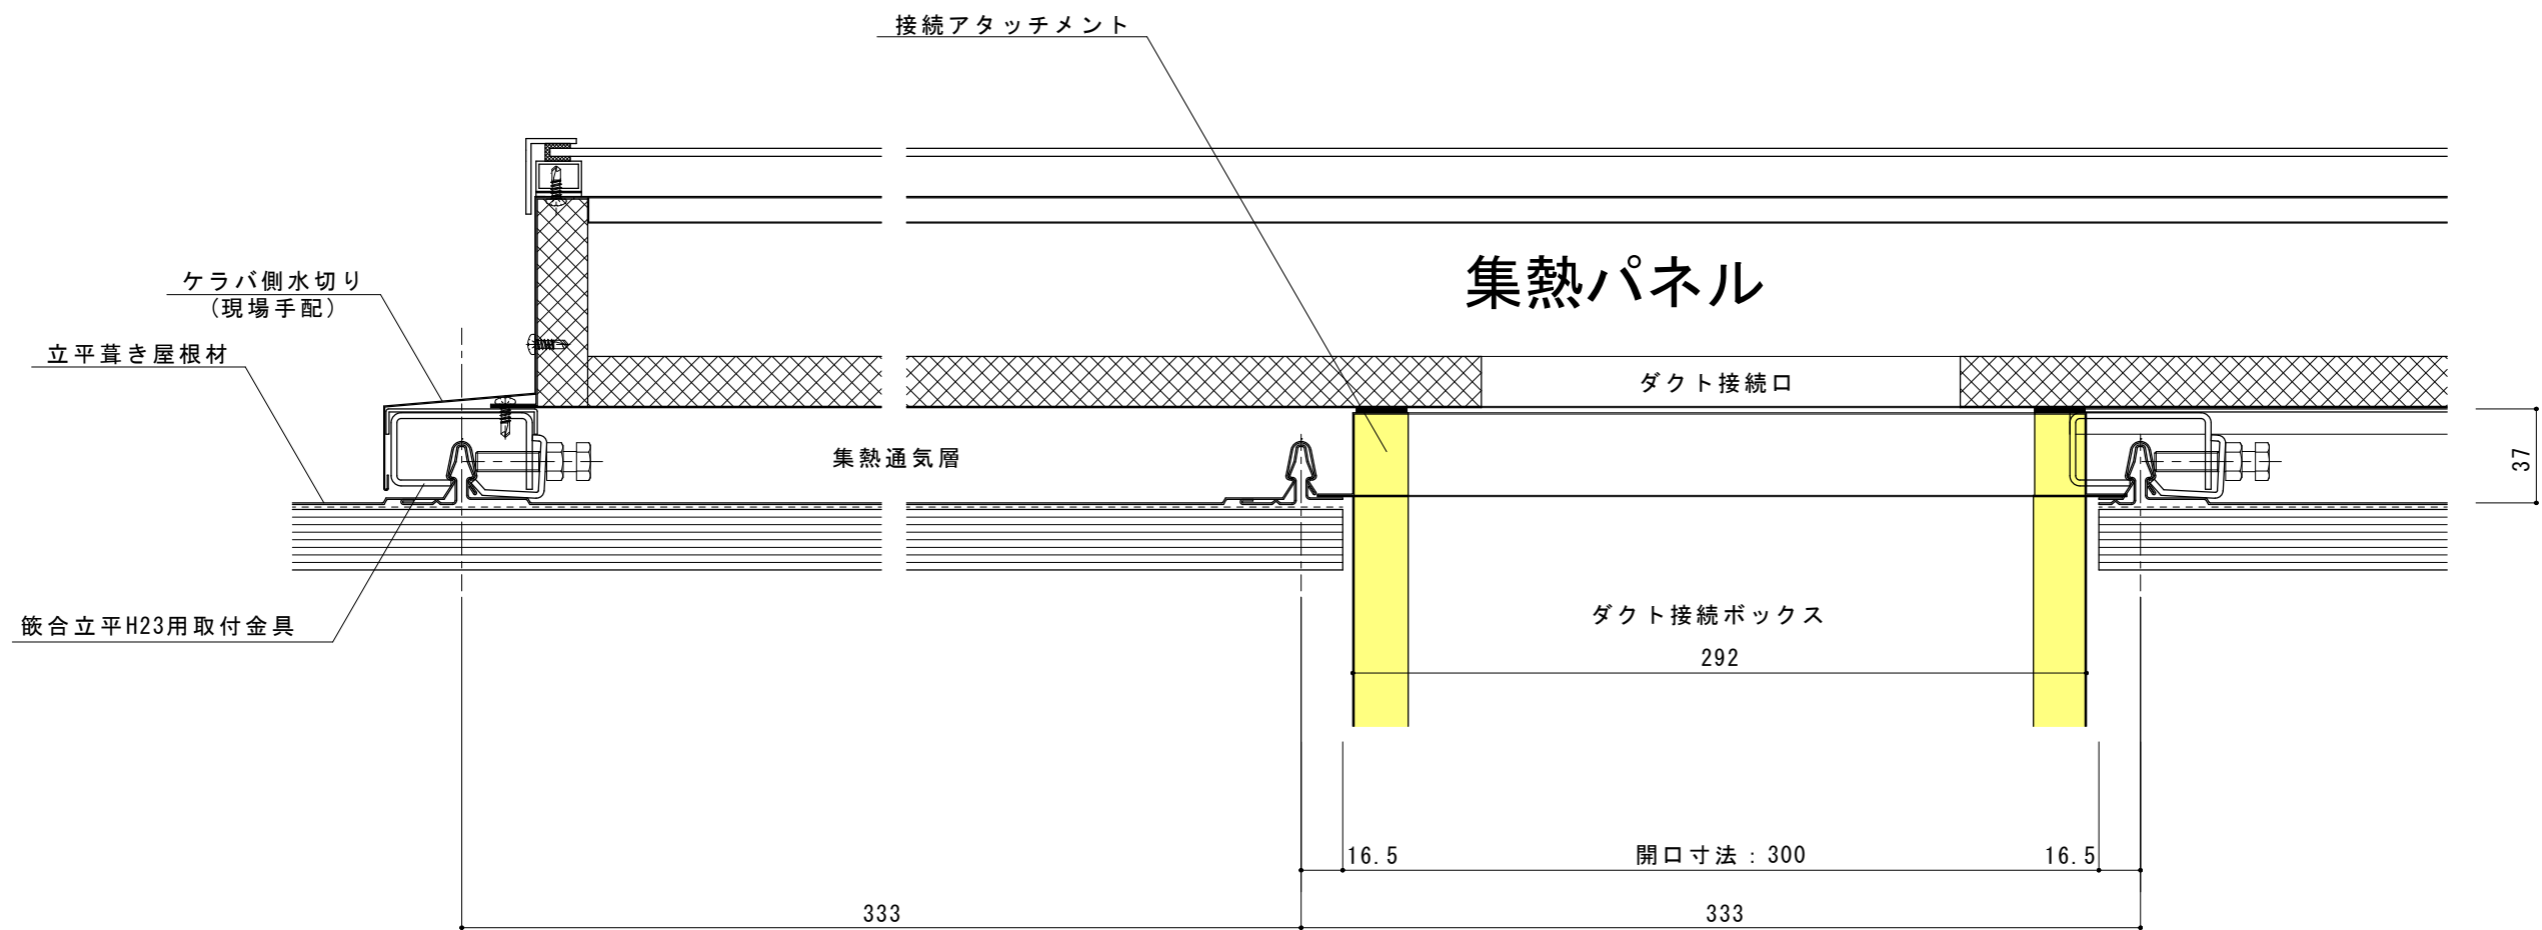 接続アタッチメント
集熱パネル
ケラバ側水切り
(現場手配)
立平葺き屋根材
ダクト接続口
集熱通気層
37
篏合立平H23用取付金具
ダクト接続ボックス
292
16.5
開口寸法:300
16.5
333
333